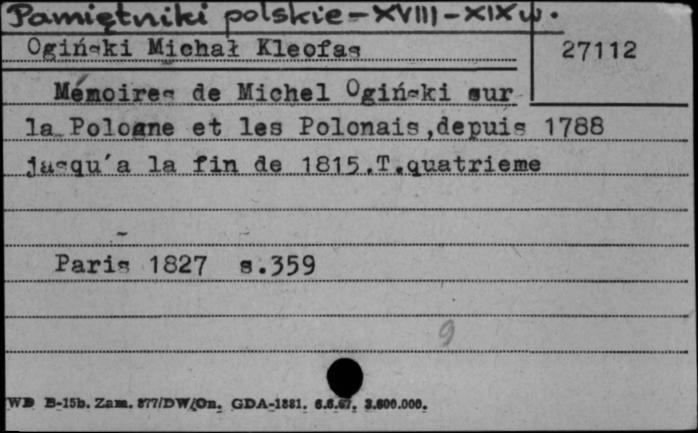 Pamiętniki polskie - XVIII - XIX w.
Ogiński Michał Kleofas
27112
Mémoires de Michel Ogiński sur
la Pologne et les Polonais,depuis 1788
jusqu'a la fin de 1815.T.quatrieme
Paris 1827 s.359
9
WD B-15b. Zam. 877/DW/On. GDA-1881. 6.6.67. 3.600.000.